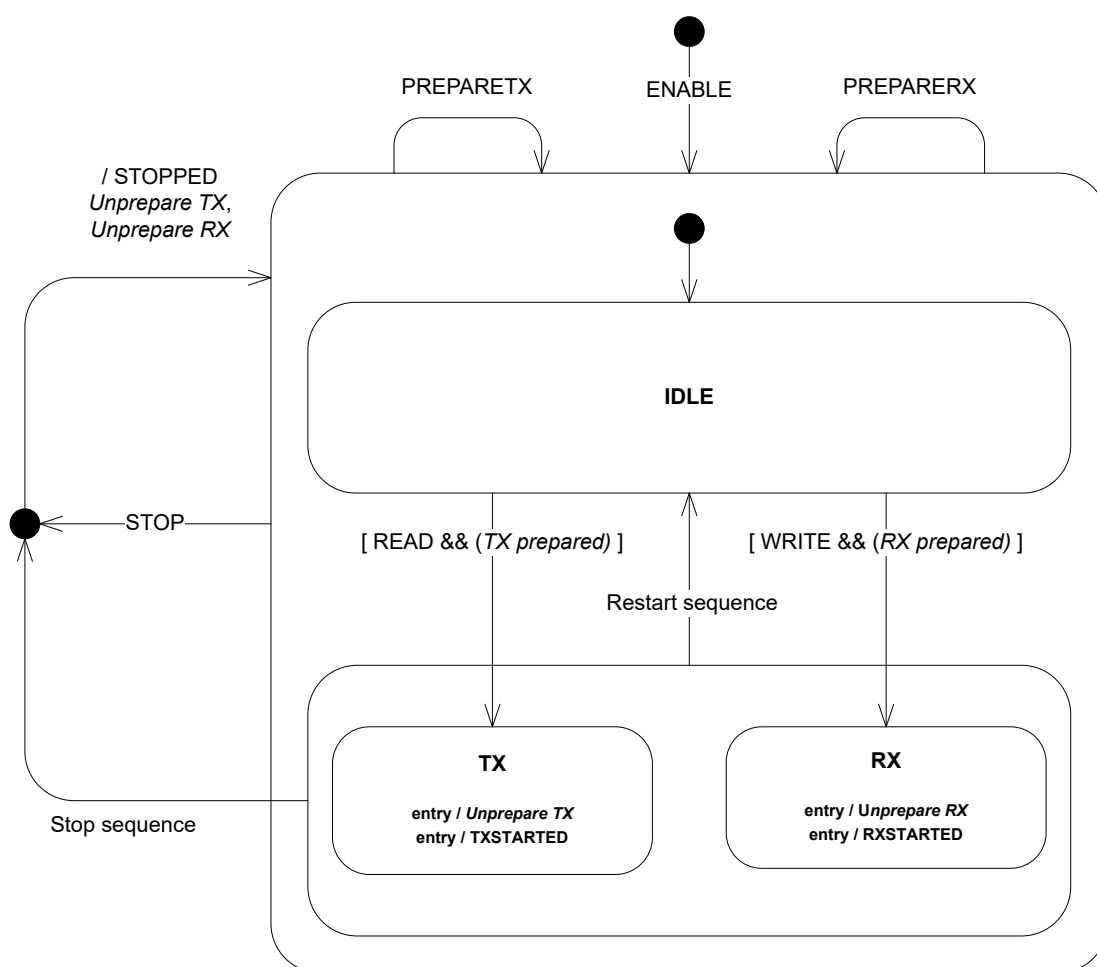 PREPARETX
ENABLE
PREPARERX
/ STOPPED
Unprepare TX,
Unprepare RX
IDLE
STOP
[ READ && (TX prepared) ]
[ WRITE && (RX prepared) ]
Restart sequence
TX
entry / Unprepare TX
entry / TXSTARTED
RX
entry / Unprepare RX
entry / RXSTARTED
Stop sequence